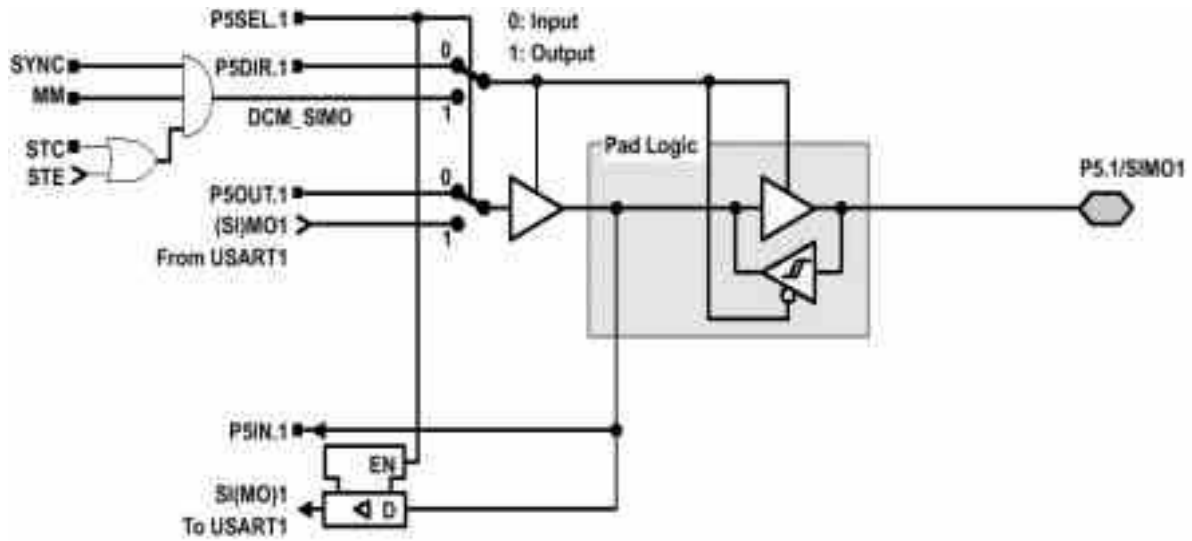 P5SEL.1
0: Input
1: Output
SYNC
P5DIR.1
0
MM
DCM_SIMO
1
STC
STE
Pad Logic
P5.1/SIMO1
P5OUT.1
0
(SI)MO1
1
From USART1
P5IN.1
EN
SI(MO)1
D
To USART1